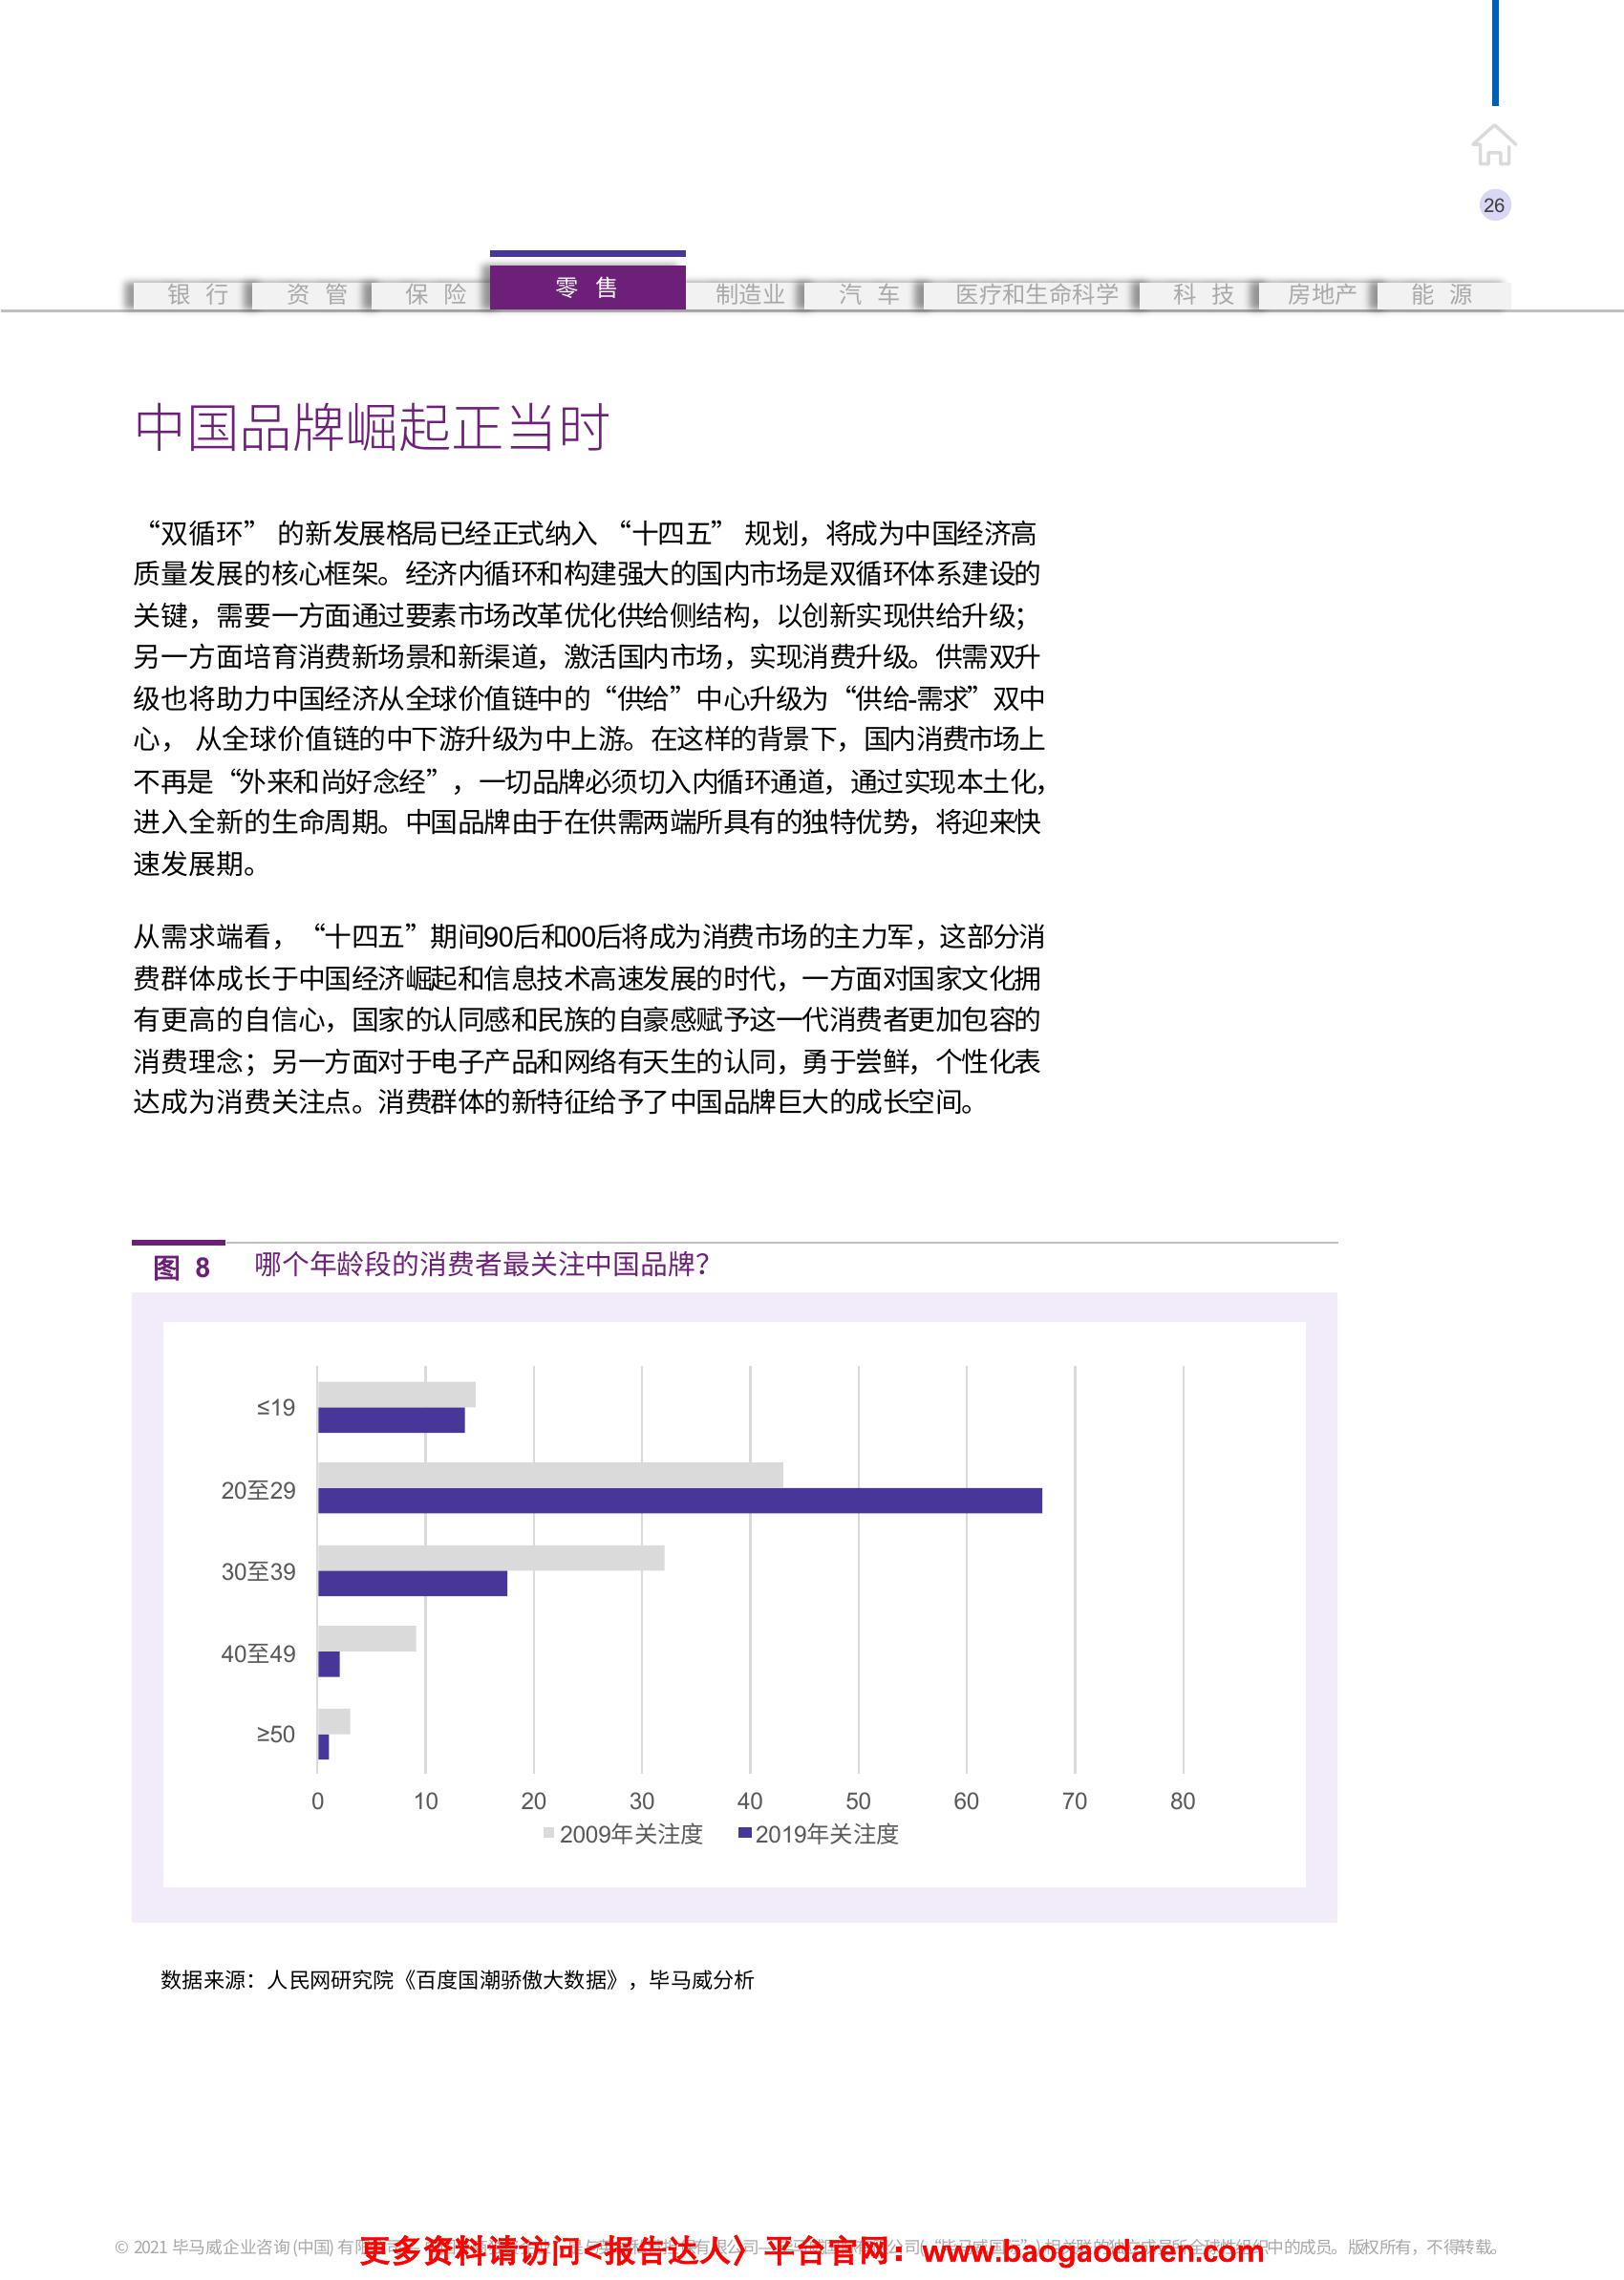 26
银 行 资 管 保 险 零 售 制造业 汽 车 医疗和生命科学 科 技 房地产 能 源
中国品牌崛起正当时
“双循环” 的新发展格局已经正式纳入 “十四五” 规划，将成为中国经济高
质量发展的核心框架。经济内循环和构建强大的国内市场是双循环体系建设的
关键，需要一方面通过要素市场改革优化供给侧结构，以创新实现供给升级；
另一方面培育消费新场景和新渠道，激活国内市场，实现消费升级。供需双升
级也将助力中国经济从全球价值链中的“供给”中心升级为“供给-需求”双中
心， 从全球价值链的中下游升级为中上游。在这样的背景下，国内消费市场上
不再是“外来和尚好念经”，一切品牌必须切入内循环通道，通过实现本土化，
进入全新的生命周期。中国品牌由于在供需两端所具有的独特优势，将迎来快
速发展期。
从需求端看，“十四五”期间90后和00后将成为消费市场的主力军，这部分消
费群体成长于中国经济崛起和信息技术高速发展的时代，一方面对国家文化拥
有更高的自信心，国家的认同感和民族的自豪感赋予这一代消费者更加包容的
消费理念；另一方面对于电子产品和网络有天生的认同，勇于尝鲜，个性化表
达成为消费关注点。消费群体的新特征给予了中国品牌巨大的成长空间。
图 8 哪个年龄段的消费者最关注中国品牌？
≤19
20至29
30至39
40至49
≥50
0 10 20 30 40 50 60 70 80
2009年关注度 2019年关注度
数据来源：人民网研究院《百度国潮骄傲大数据》，毕马威分析
© 2021 毕马威企业咨询 (中国) 有限 中的成员。版权所有，不得转载。
更多资料请访问<报告达人〉平台官网：www.baogaodaren.com